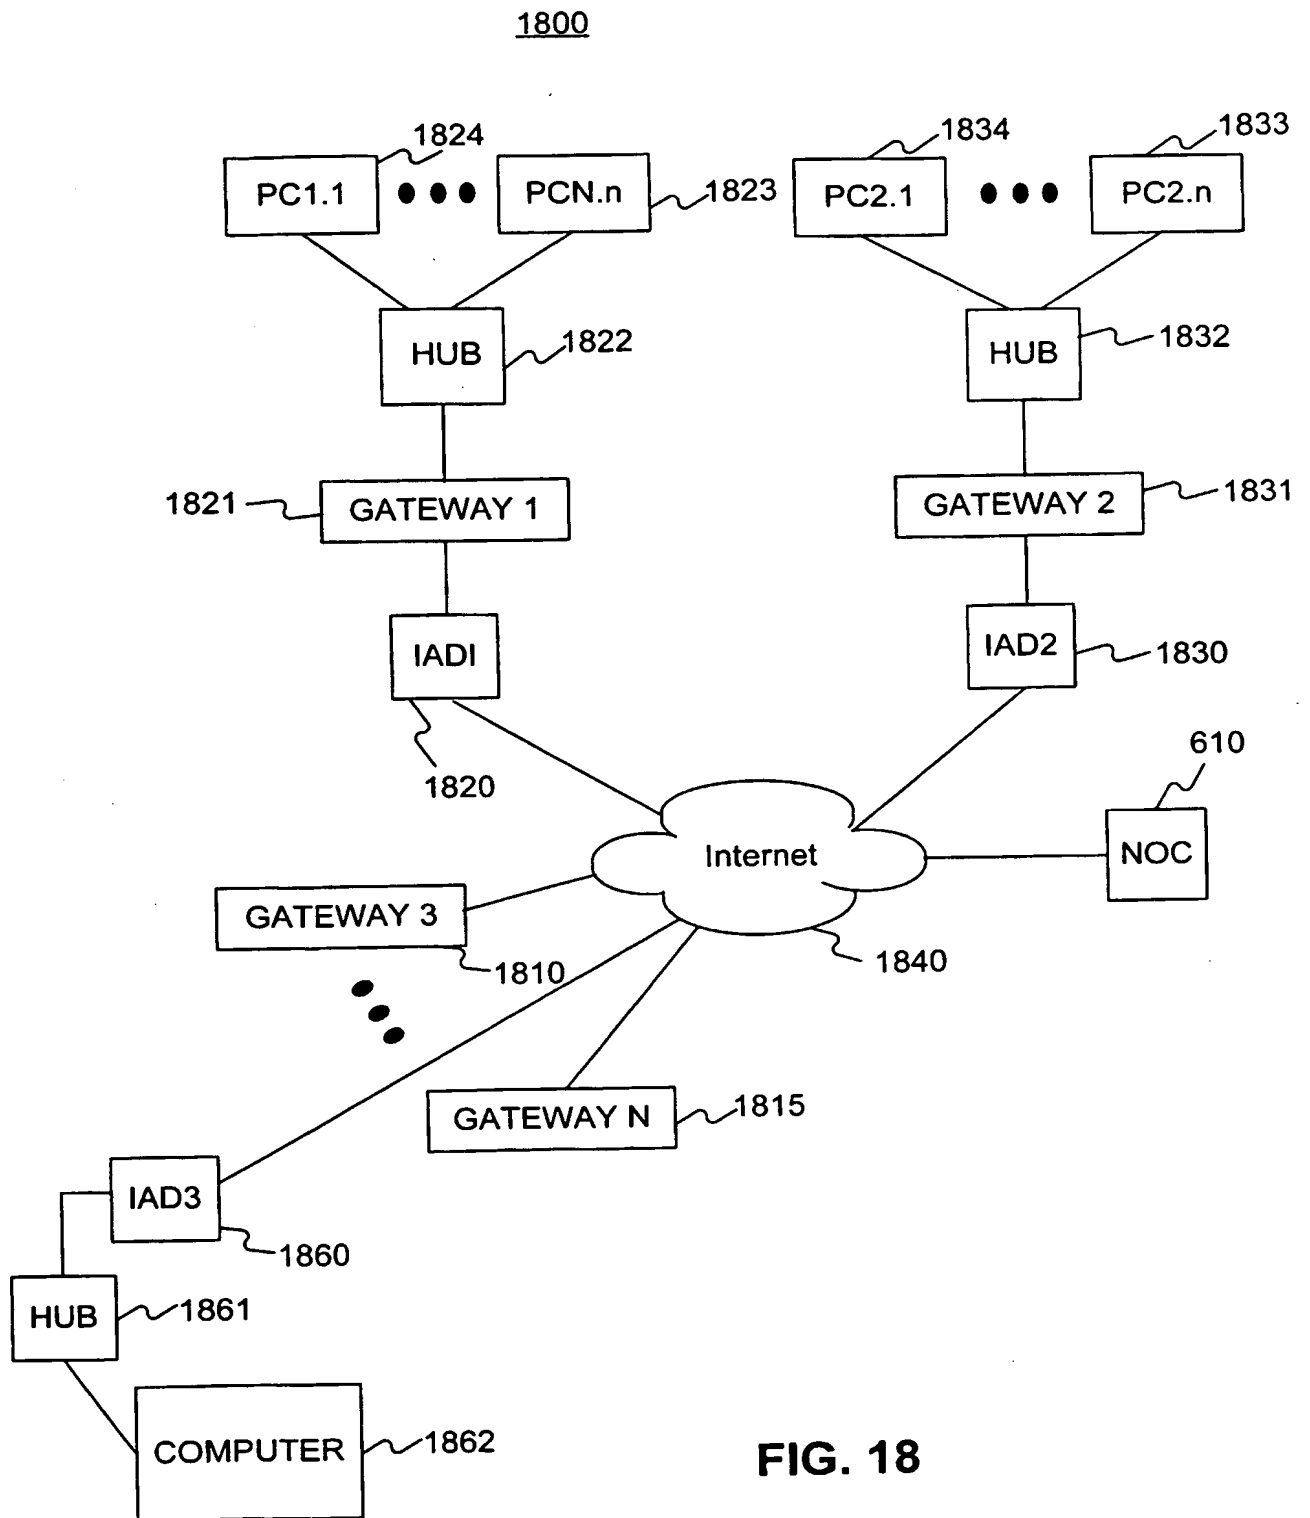 1800
1824
1834
1833
PC1.1
PCN.n
1823
PC2.1
PC2.n
HUB
1822
HUB
1832
1821
GATEWAY 1
GATEWAY 2
1831
IADI
IAD2
1830
1820
610
Internet
NOC
GATEWAY 3
1810
1840
GATEWAY N
1815
IAD3
1860
HUB
1861
COMPUTER
1862
FIG. 18